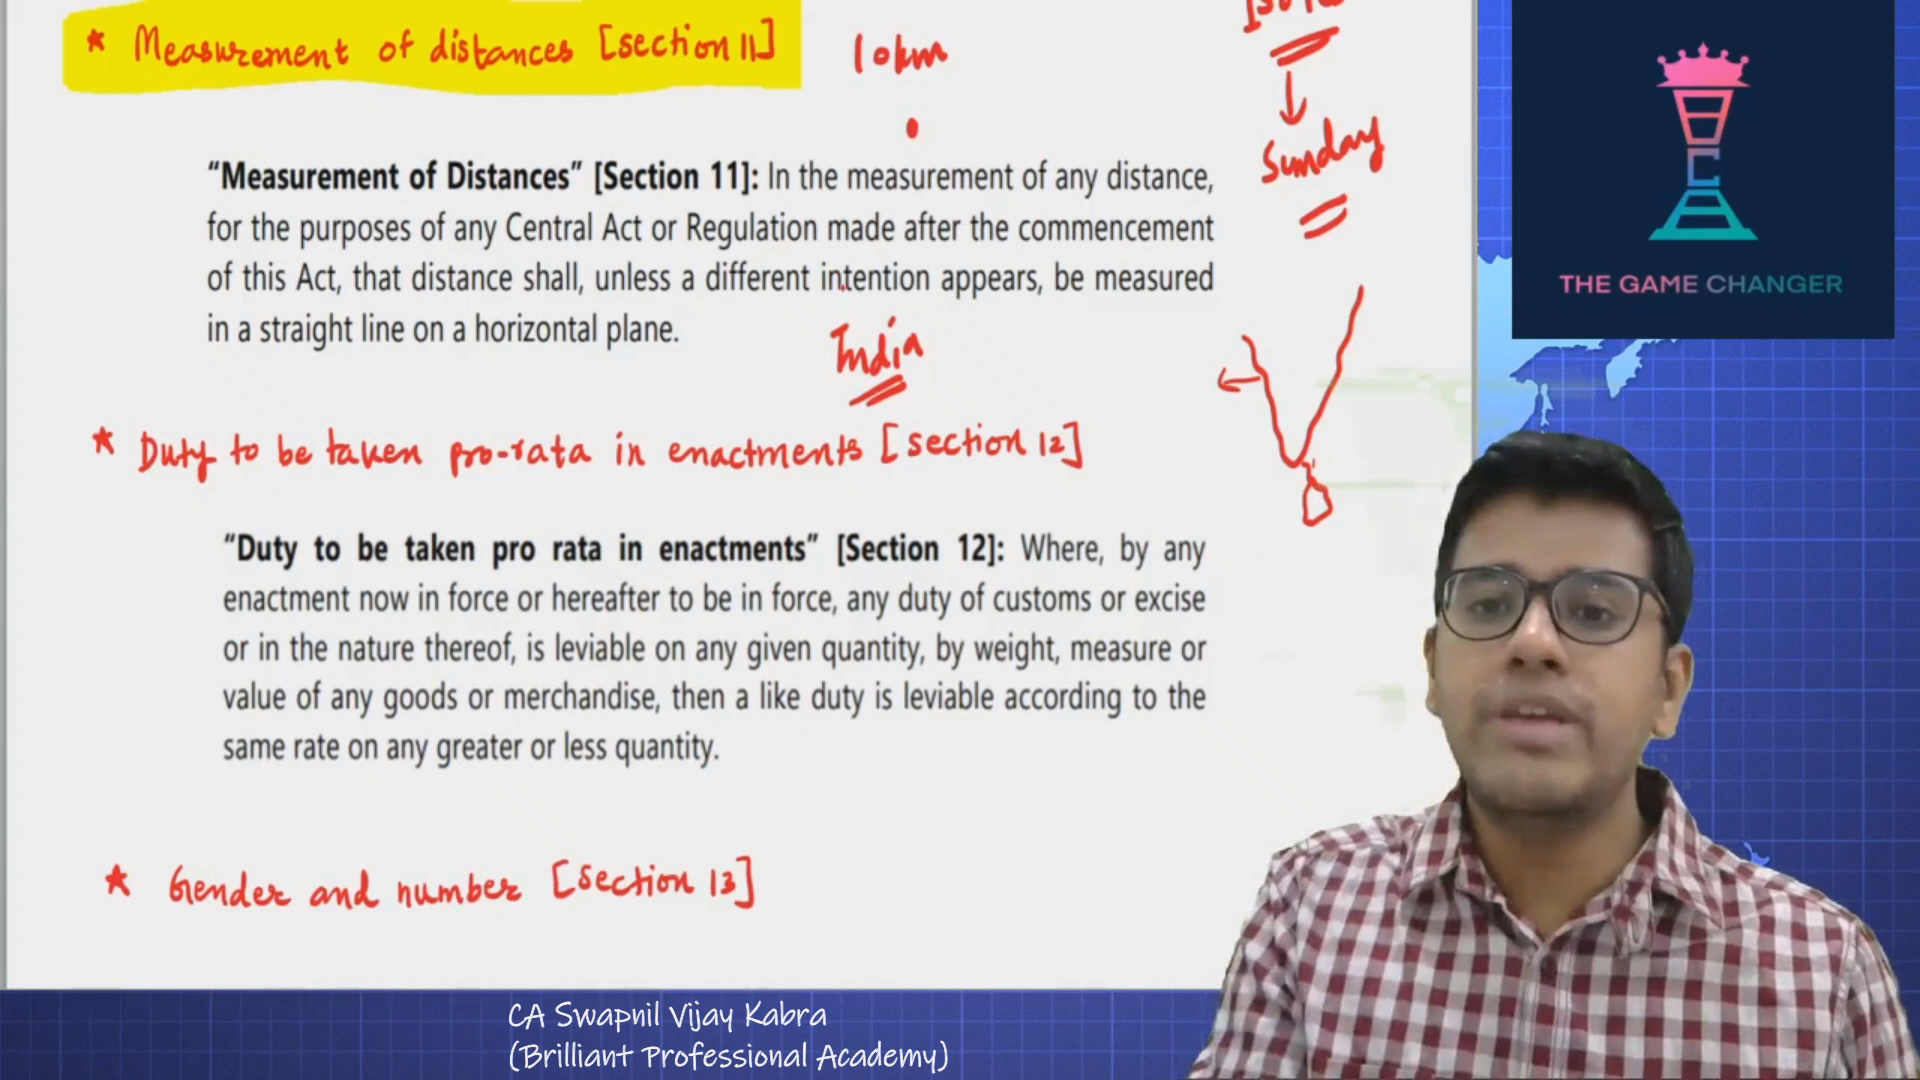 ★ Measurement of distances [section 11]
10km
Sunday
"Measurement of Distances" [Section 11]: In the measurement of any distance,
for the purposes of any Central Act or Regulation made after the commencement
of this Act, that distance shall, unless a different intention appears, be measured
in a straight line on a horizontal plane.
India
★ Duty to be taken pro-rata in enactments [section 12]
"Duty to be taken pro rata in enactments" [Section 12]: Where, by any
enactment now in force or hereafter to be in force, any duty of customs or excise
or in the nature thereof, is leviable on any given quantity, by weight, measure or
value of any goods or merchandise, then a like duty is leviable according to the
same rate on any greater or less quantity.
★ Gender and number [section 13]
THE GAME CHANGER
CA Swapnil Vijay Kabra
(Brilliant Professional Academy)